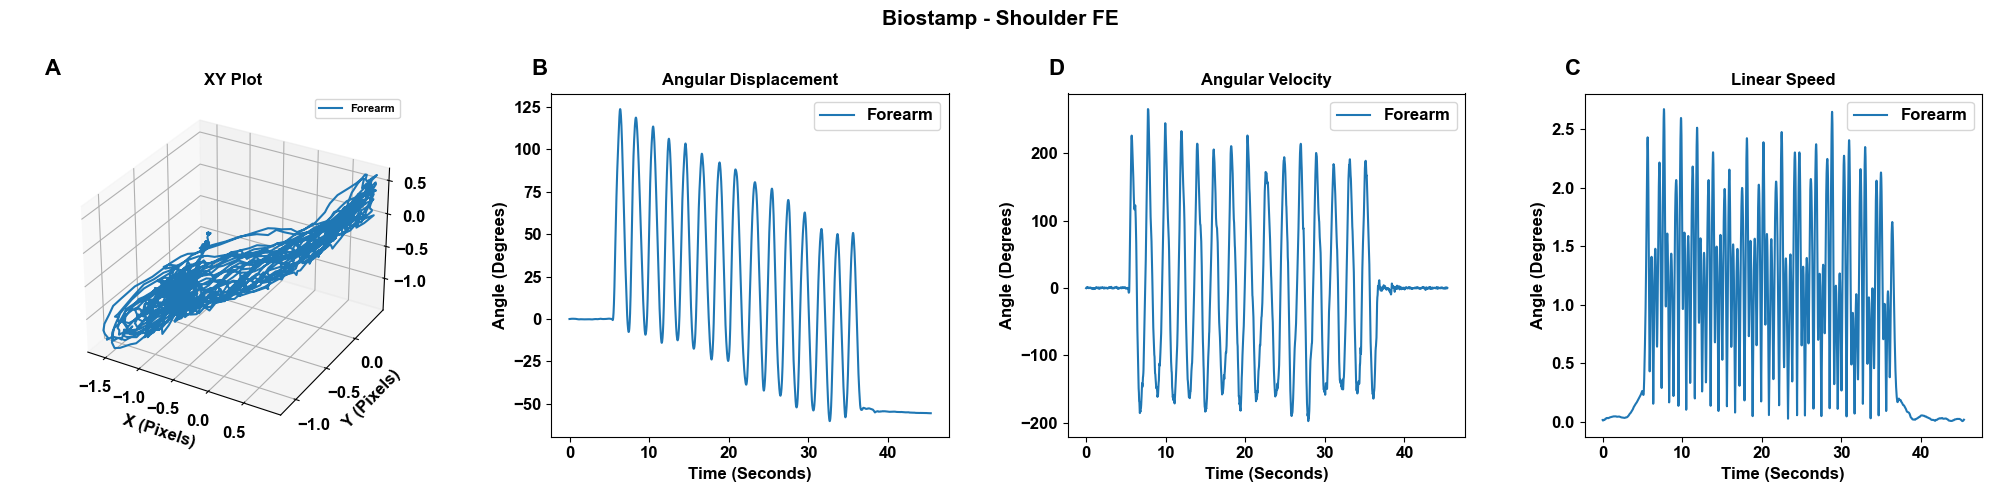 Biostamp - Shoulder FE
A
XY Plot
Forearm
0.5
0.0
−0.5
−1.0
−1.5
−1.0
−0.5
0.0
0.5
X (Pixels)
−1.0
−0.5
0.0
Y (Pixels)
B
Angular Displacement
Forearm
125
100
75
50
25
0
−25
−50
Angle (Degrees)
0 10 20 30 40
Time (Seconds)
D
Angular Velocity
Forearm
200
100
0
−100
−200
Angle (Degrees)
0 10 20 30 40
Time (Seconds)
C
Linear Speed
Forearm
2.5
2.0
1.5
1.0
0.5
0.0
Angle (Degrees)
0 10 20 30 40
Time (Seconds)